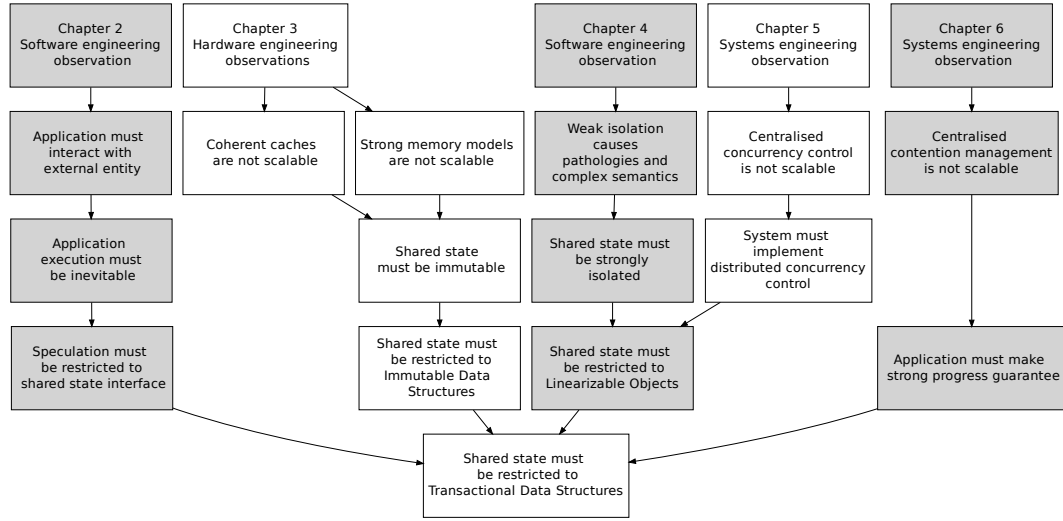 Chapter 2
Software engineering
observation
Chapter 3
Hardware engineering
observations
Chapter 4
Software engineering
observation
Chapter 5
Systems engineering
observation
Chapter 6
Systems engineering
observation
Application must
interact with
external entity
Coherent caches
are not scalable
Strong memory models
are not scalable
Weak isolation
causes
pathologies and
complex semantics
Centralised
concurrency control
is not scalable
Centralised
contention management
is not scalable
Application
execution must
be inevitable
Shared state
must be immutable
Shared state must
be strongly
isolated
System must
implement
distributed concurrency
control
Speculation must
be restricted to
shared state interface
Shared state must
be restricted to
Immutable Data
Structures
Shared state must
be restricted to
Linearizable Objects
Application must make
strong progress guarantee
Shared state must
be restricted to
Transactional Data Structures